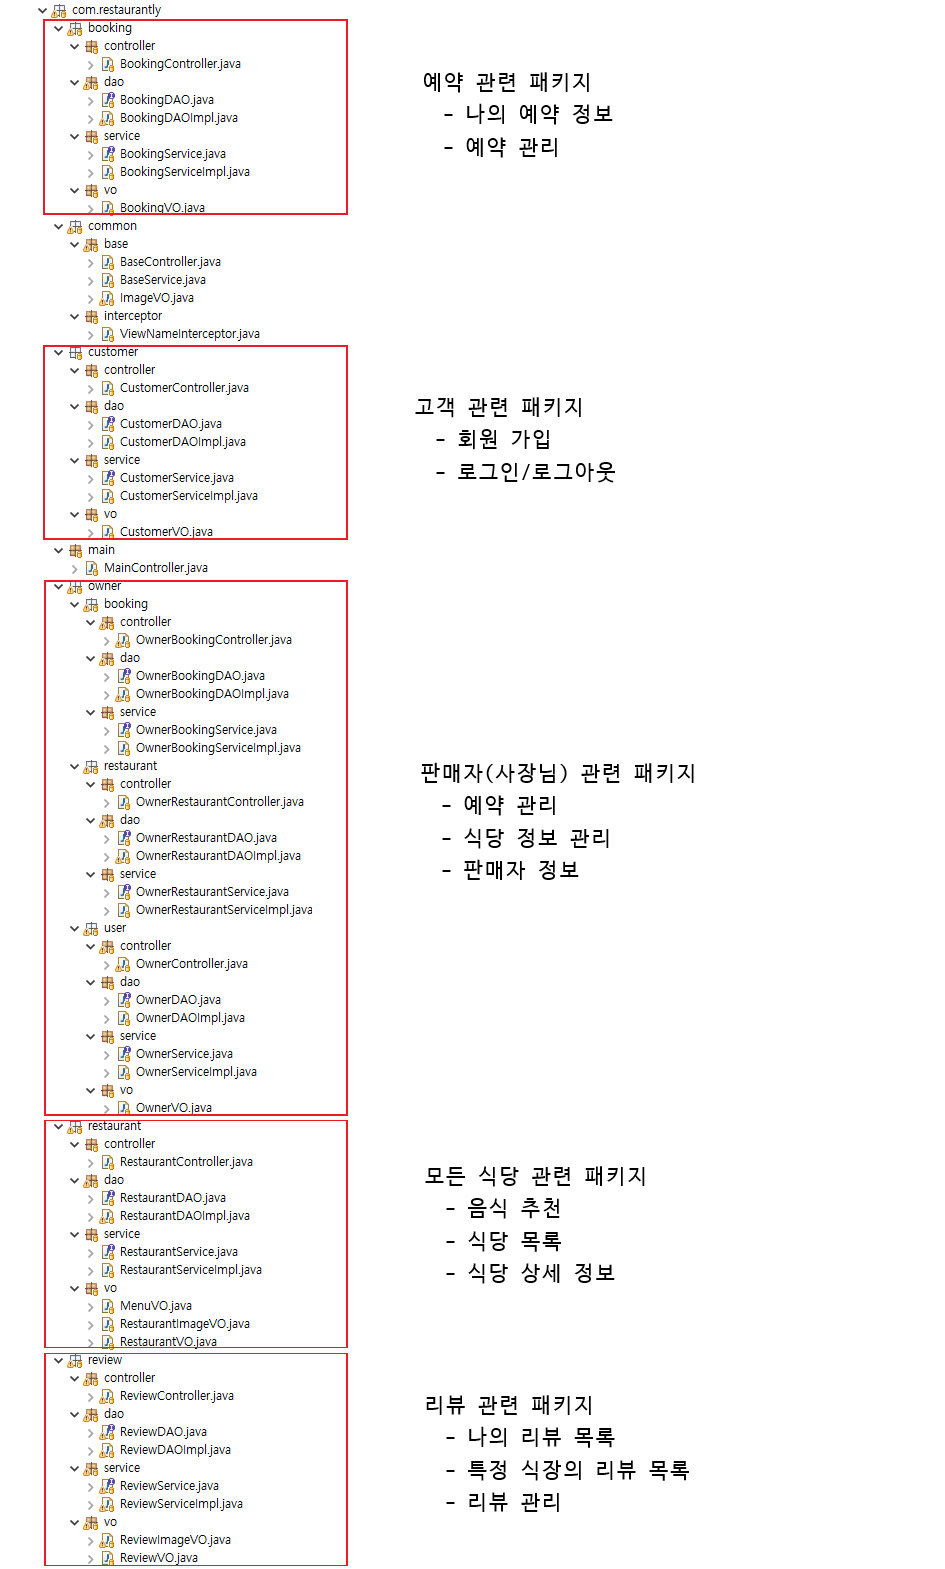 com.restaurantly
booking
controller
BookingController.java
dao
BookingDAO.java
BookingDAOImpl.java
service
BookingService.java
BookingServiceImpl.java
vo
BookingVO.java
예약 관련 패키지
- 나의 예약 정보
- 예약 관리
common
base
BaseController.java
BaseService.java
ImageVO.java
interceptor
ViewNameInterceptor.java
customer
controller
CustomerController.java
dao
CustomerDAO.java
CustomerDAOImpl.java
service
CustomerService.java
CustomerServiceImpl.java
vo
CustomerVO.java
고객 관련 패키지
- 회원 가입
- 로그인/로그아웃
main
MainController.java
owner
booking
controller
OwnerBookingController.java
dao
OwnerBookingDAO.java
OwnerBookingDAOImpl.java
service
OwnerBookingService.java
OwnerBookingServiceImpl.java
restaurant
controller
OwnerRestaurantController.java
dao
OwnerRestaurantDAO.java
OwnerRestaurantDAOImpl.java
service
OwnerRestaurantService.java
OwnerRestaurantServiceImpl.java
user
controller
OwnerController.java
dao
OwnerDAO.java
OwnerDAOImpl.java
service
OwnerService.java
OwnerServiceImpl.java
vo
OwnerVO.java
판매자(사장님) 관련 패키지
- 예약 관리
- 식당 정보 관리
- 판매자 정보
restaurant
controller
RestaurantController.java
dao
RestaurantDAO.java
RestaurantDAOImpl.java
service
RestaurantService.java
RestaurantServiceImpl.java
vo
MenuVO.java
RestaurantImageVO.java
RestaurantVO.java
모든 식당 관련 패키지
- 음식 추천
- 식당 목록
- 식당 상세 정보
review
controller
ReviewController.java
dao
ReviewDAO.java
ReviewDAOImpl.java
service
ReviewService.java
ReviewServiceImpl.java
vo
ReviewImageVO.java
ReviewVO.java
리뷰 관련 패키지
- 나의 리뷰 목록
- 특정 식장의 리뷰 목록
- 리뷰 관리